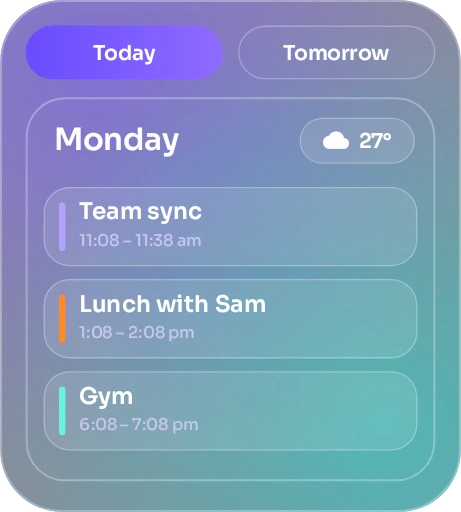 Today
Tomorrow
Monday
27°
Team sync
11:08 – 11:38 am
Lunch with Sam
1:08 – 2:08 pm
Gym
6:08 – 7:08 pm